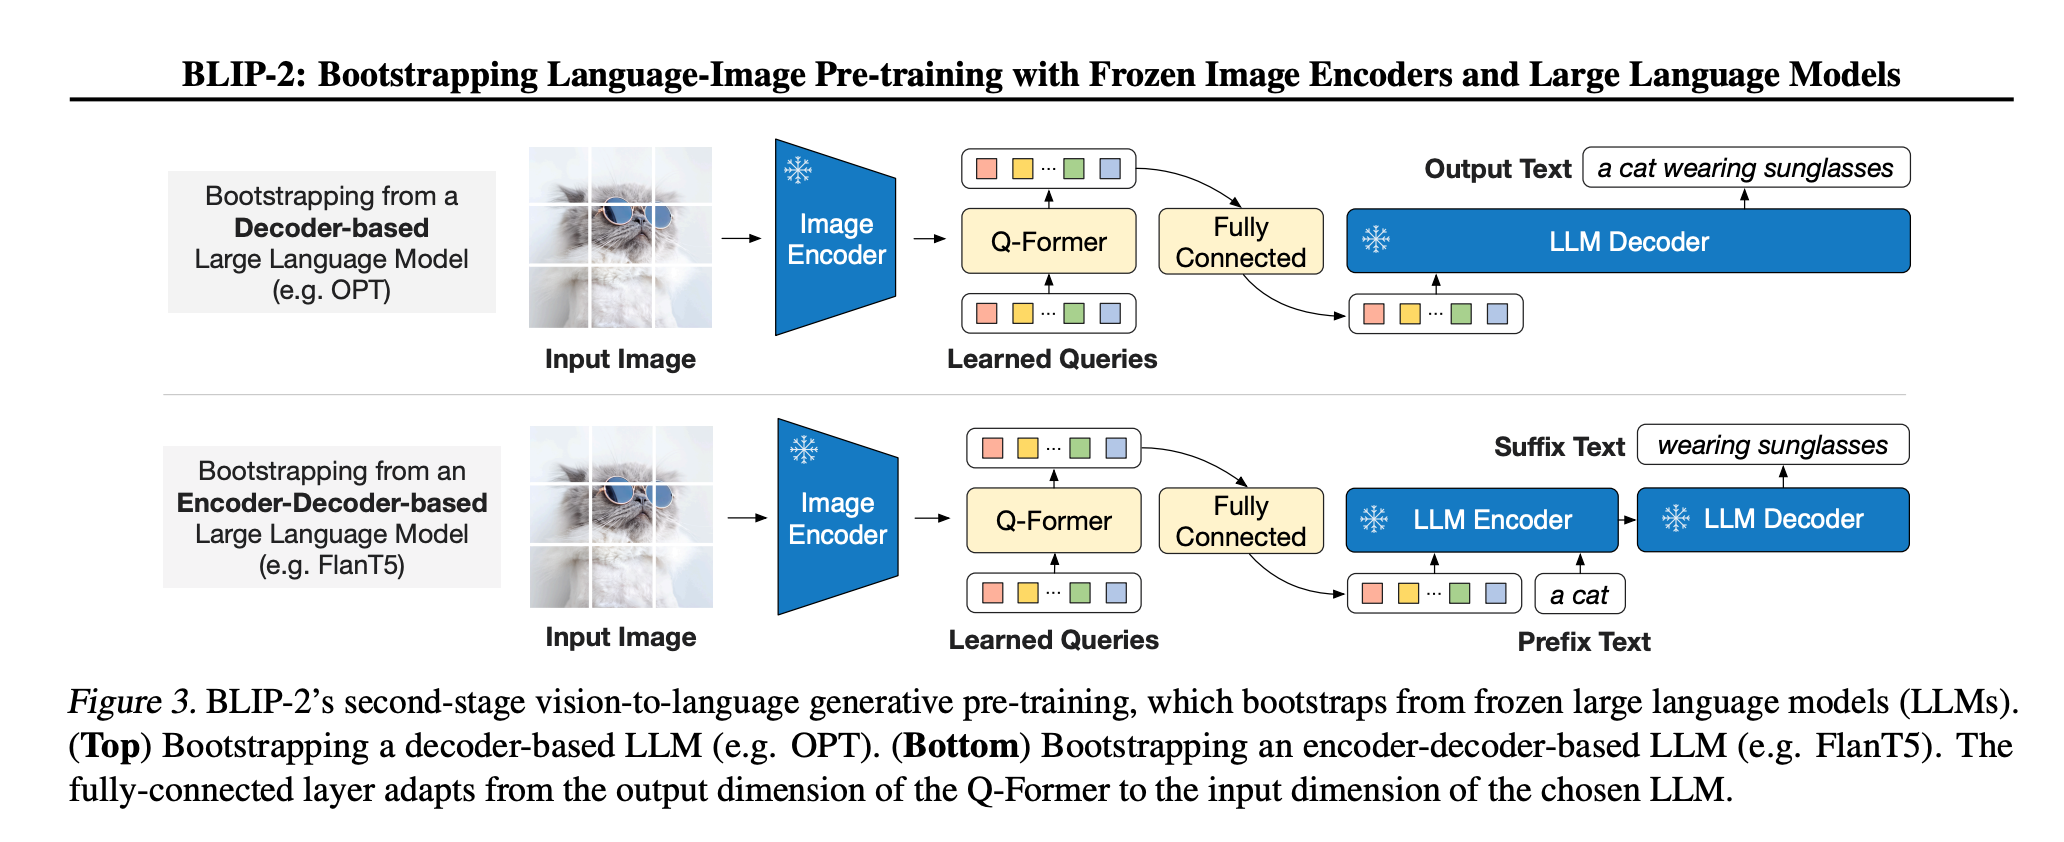 BLIP-2: Bootstrapping Language-Image Pre-training with Frozen Image Encoders and Large Language Models
Bootstrapping from a
Decoder-based
Large Language Model
(e.g. OPT)
Input Image
Image
Encoder
Q-Former
Learned Queries
Fully
Connected
Output Text
a cat wearing sunglasses
LLM Decoder
Bootstrapping from an
Encoder-Decoder-based
Large Language Model
(e.g. FlanT5)
Input Image
Image
Encoder
Q-Former
Learned Queries
Fully
Connected
Suffix Text
wearing sunglasses
LLM Encoder
LLM Decoder
a cat
Prefix Text
Figure 3. BLIP-2’s second-stage vision-to-language generative pre-training, which bootstraps from frozen large language models (LLMs).
(Top) Bootstrapping a decoder-based LLM (e.g. OPT). (Bottom) Bootstrapping an encoder-decoder-based LLM (e.g. FlanT5). The
fully-connected layer adapts from the output dimension of the Q-Former to the input dimension of the chosen LLM.